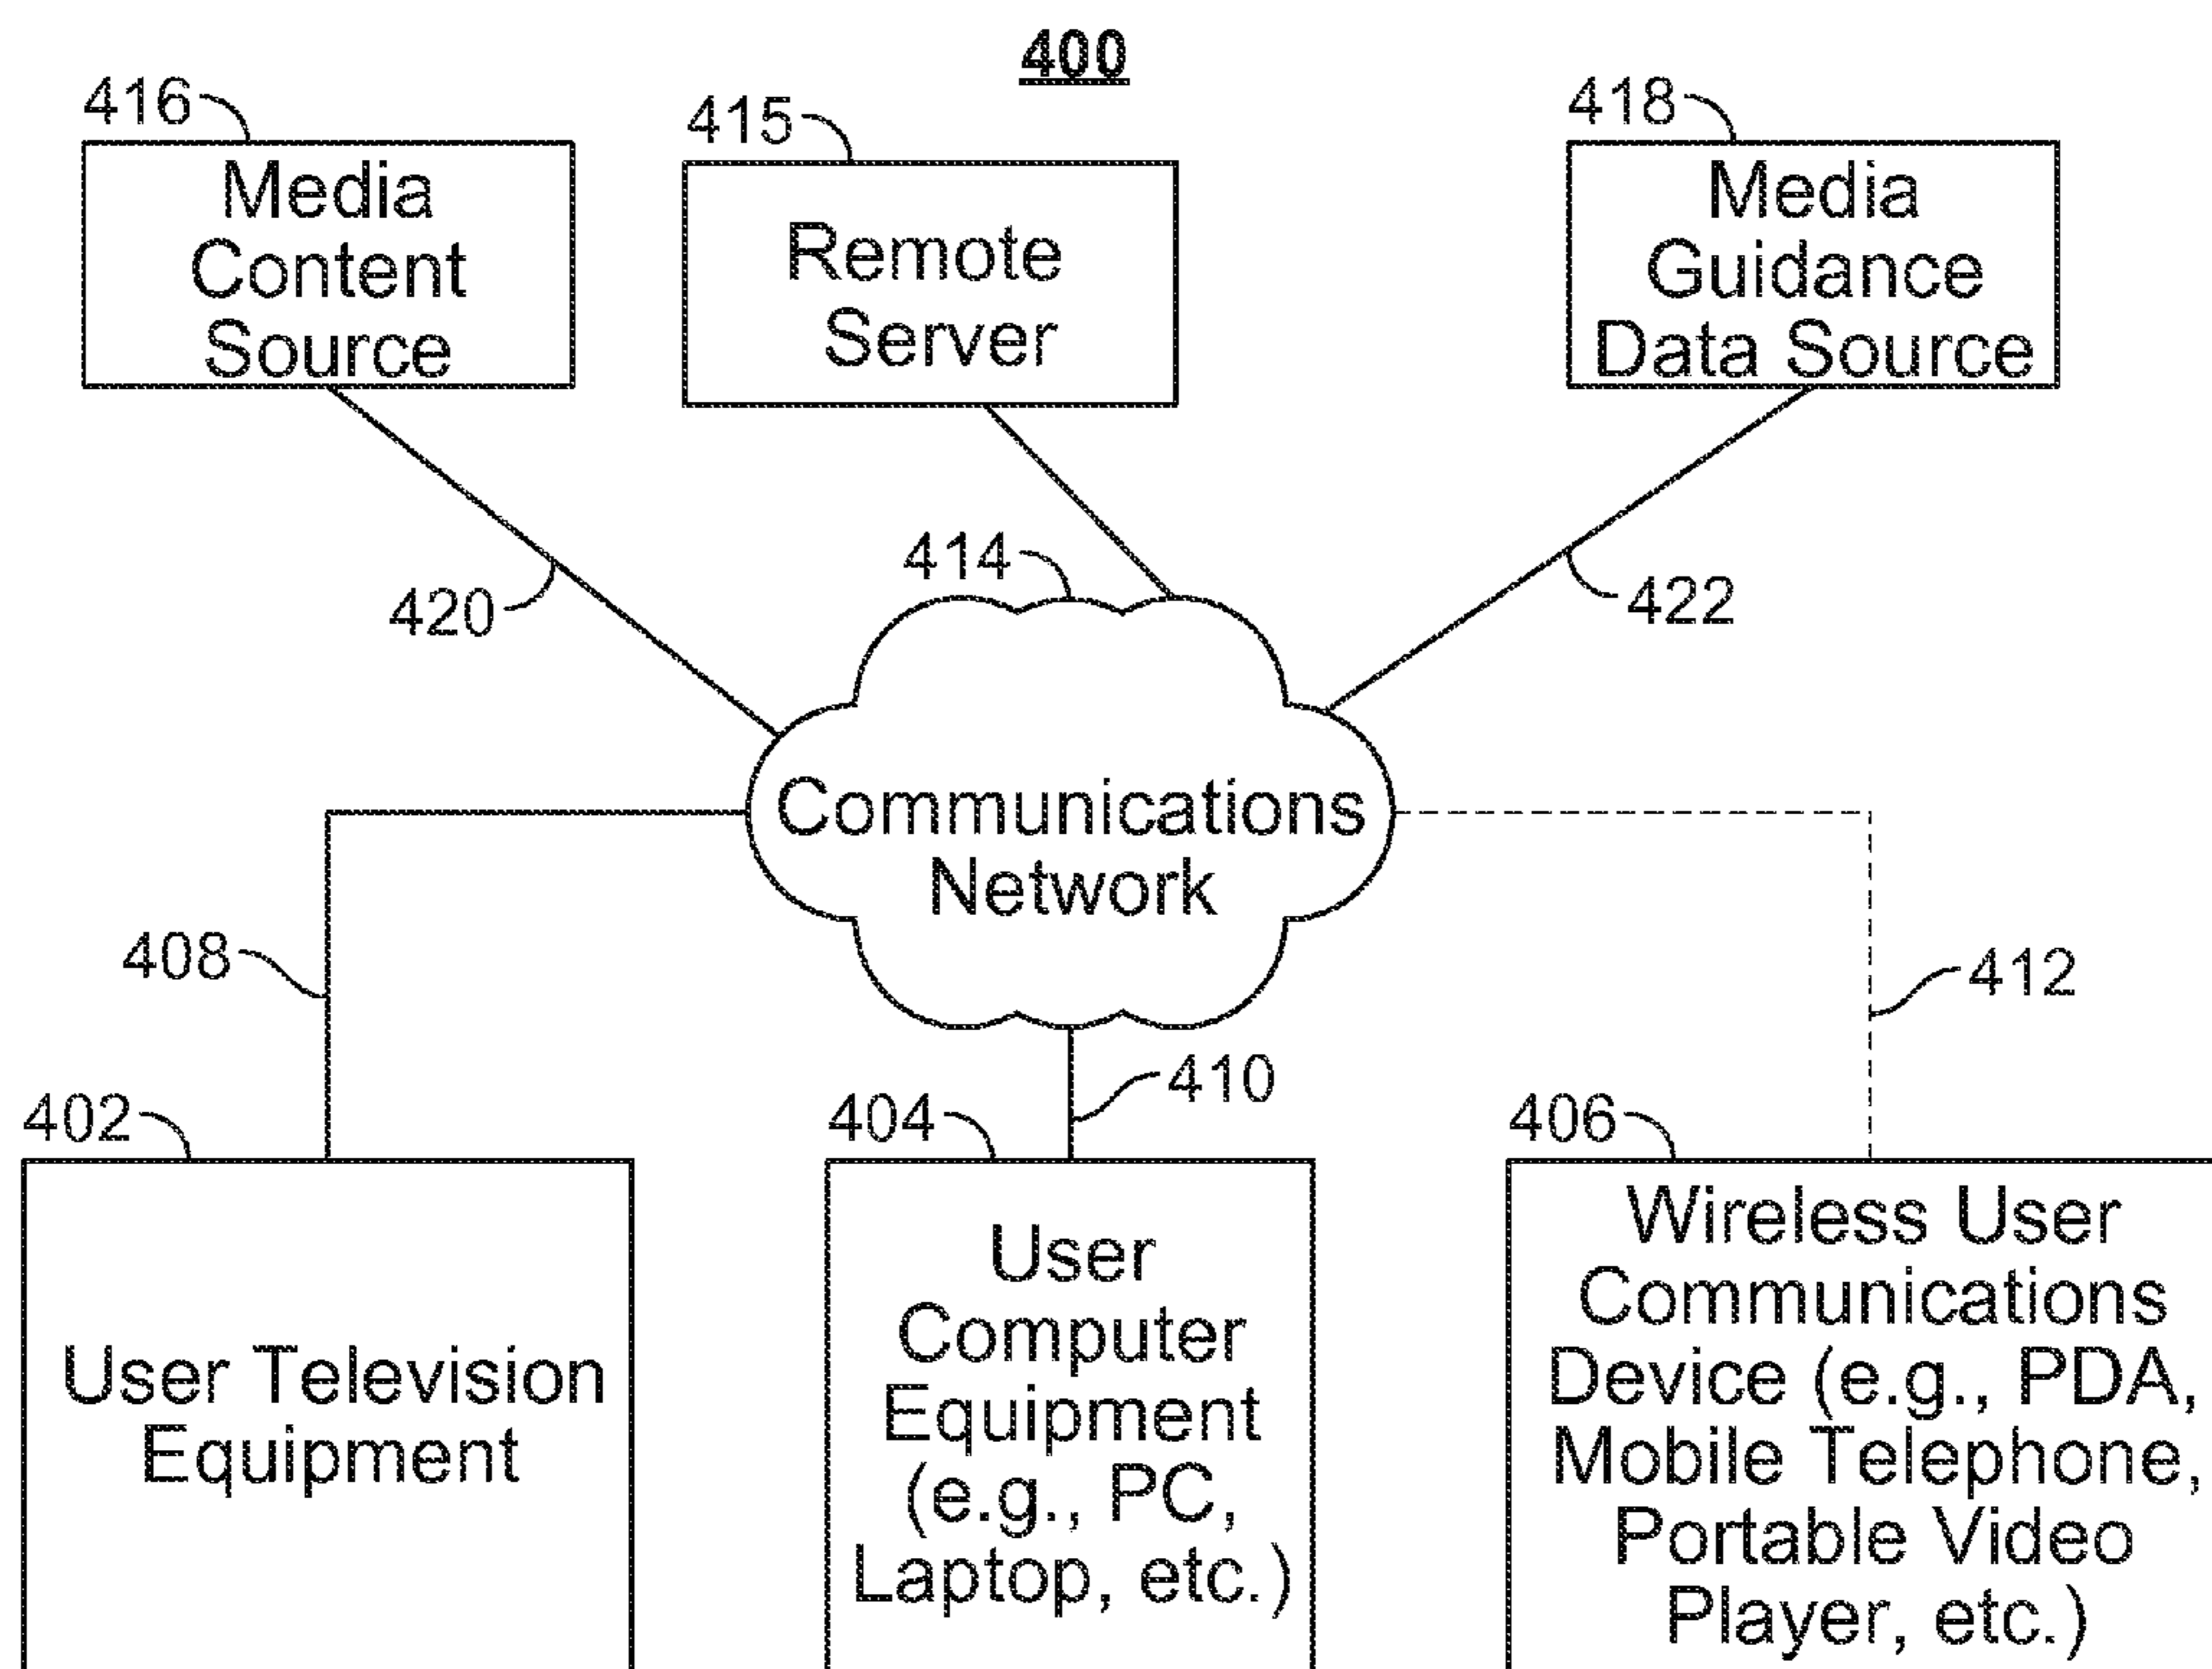 400
416
Media
Content
Source
415
Remote
Server
418
Media
Guidance
Data Source
420
414
422
Communications
Network
408
412
410
402
User Television
Equipment
404
User
Computer
Equipment
(e.g., PC,
Laptop, etc.)
406
Wireless User
Communications
Device (e.g., PDA,
Mobile Telephone,
Portable Video
Player, etc.)